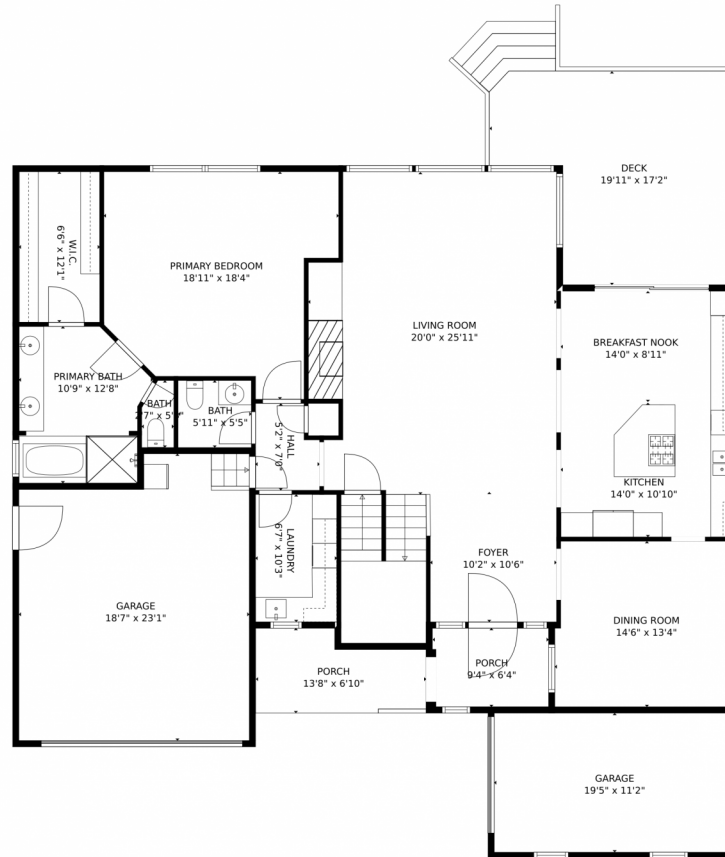 DECK
19'11" x 17'2"
W.I.C.
6'6" x 12'1"
PRIMARY BEDROOM
18'11" x 18'4"
LIVING ROOM
20'0" x 25'11"
BREAKFAST NOOK
14'0" x 8'11"
PRIMARY BATH
10'9" x 12'8"
BATH
BATH
5'11" x 5'5"
HALL
5'2" x 7'0"
KITCHEN
14'0" x 10'10"
LAUNDRY
6'7" x 10'3"
FOYER
10'2" x 10'6"
GARAGE
18'7" x 23'1"
DINING ROOM
14'6" x 13'4"
PORCH
13'8" x 6'10"
PORCH
9'4" x 6'4"
GARAGE
19'5" x 11'2"